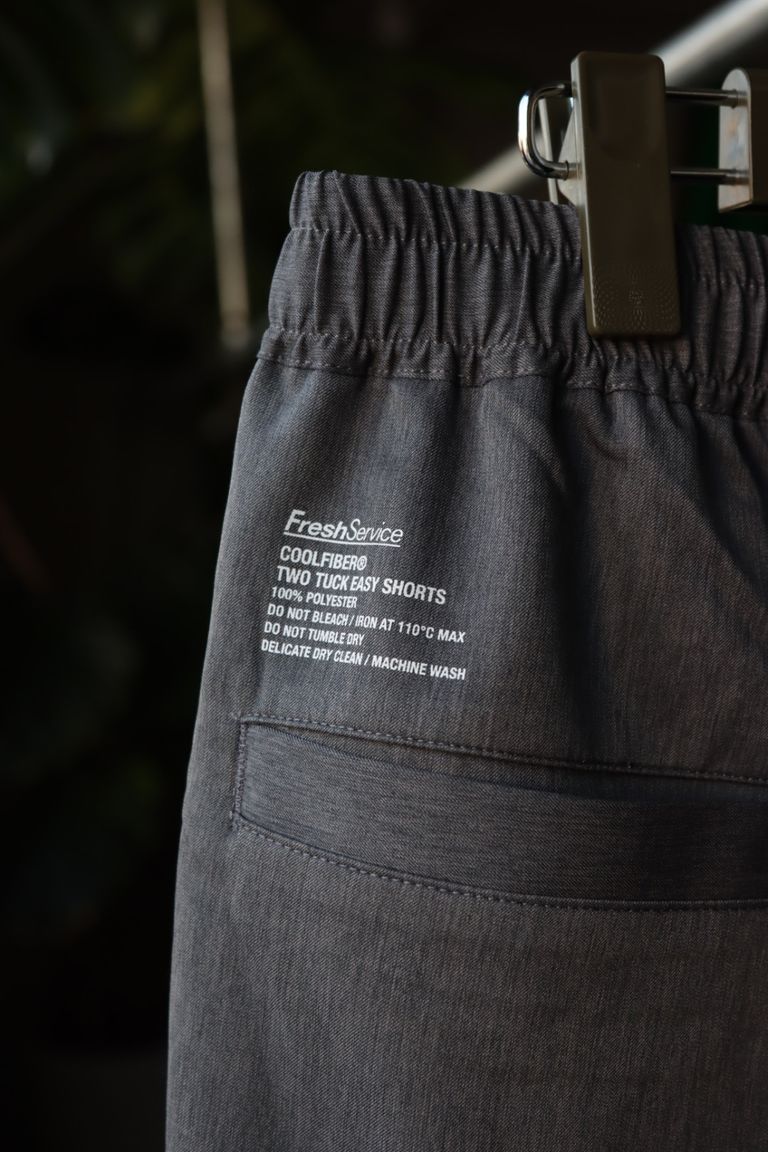 FreshService
COOLFIBER®
TWO TUCK EASY SHORTS
100% POLYESTER
DO NOT BLEACH / IRON AT 110°C MAX
DO NOT TUMBLE DRY
DELICATE DRY CLEAN / MACHINE WASH